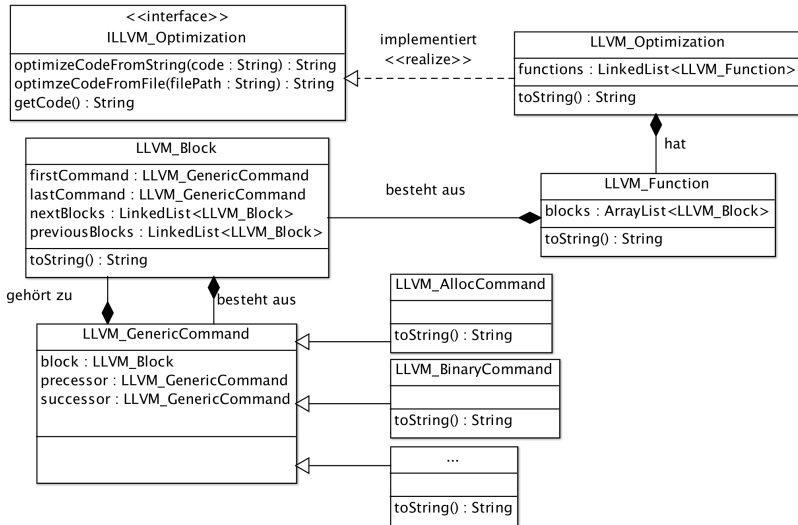 <<interface>>
ILLVM_Optimization
optimizeCodeFromString(code : String) : String
optimzeCodeFromFile(filePath : String) : String
getCode() : String
implementiert
<<realize>>
LLVM_Optimization
functions : LinkedList<LLVM_Function>
toString() : String
hat
LLVM_Block
firstCommand : LLVM_GenericCommand
lastCommand : LLVM_GenericCommand
nextBlocks : LinkedList<LLVM_Block>
previousBlocks : LinkedList<LLVM_Block>
toString() : String
besteht aus
LLVM_Function
blocks : ArrayList<LLVM_Block>
toString() : String
gehört zu
besteht aus
LLVM_GenericCommand
block : LLVM_Block
precessor : LLVM_GenericCommand
successor : LLVM_GenericCommand
LLVM_AllocCommand
toString() : String
LLVM_BinaryCommand
toString() : String
...
toString() : String